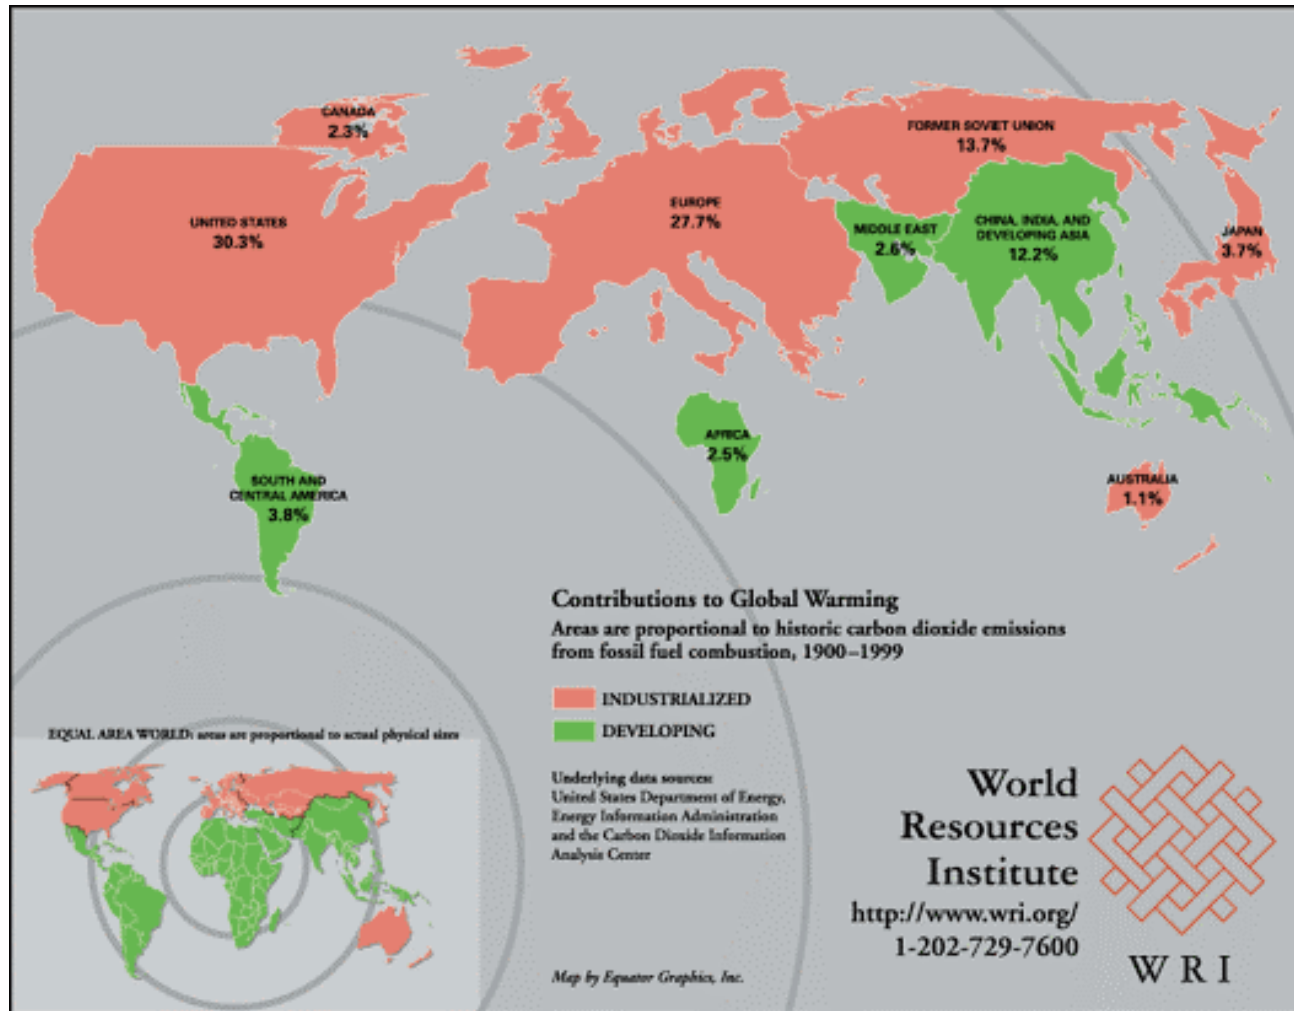 CANADA
2.3%
FORMER SOVIET UNION
13.7%
UNITED STATES
30.3%
EUROPE
27.7%
MIDDLE EAST
2.6%
CHINA, INDIA, AND
DEVELOPING ASIA
12.2%
JAPAN
3.7%
AFRICA
2.5%
SOUTH AND
CENTRAL AMERICA
3.8%
AUSTRALIA
1.1%
Contributions to Global Warming
Areas are proportional to historic carbon dioxide emissions
from fossil fuel combustion, 1900–1999
INDUSTRIALIZED
DEVELOPING
EQUAL AREA WORLD: areas are proportional to actual physical sizes
Underlying data sources:
United States Department of Energy,
Energy Information Administration
and the Carbon Dioxide Information
Analysis Center
Map by Equator Graphics, Inc.
World
Resources
Institute
http://www.wri.org/
1-202-729-7600
WRI